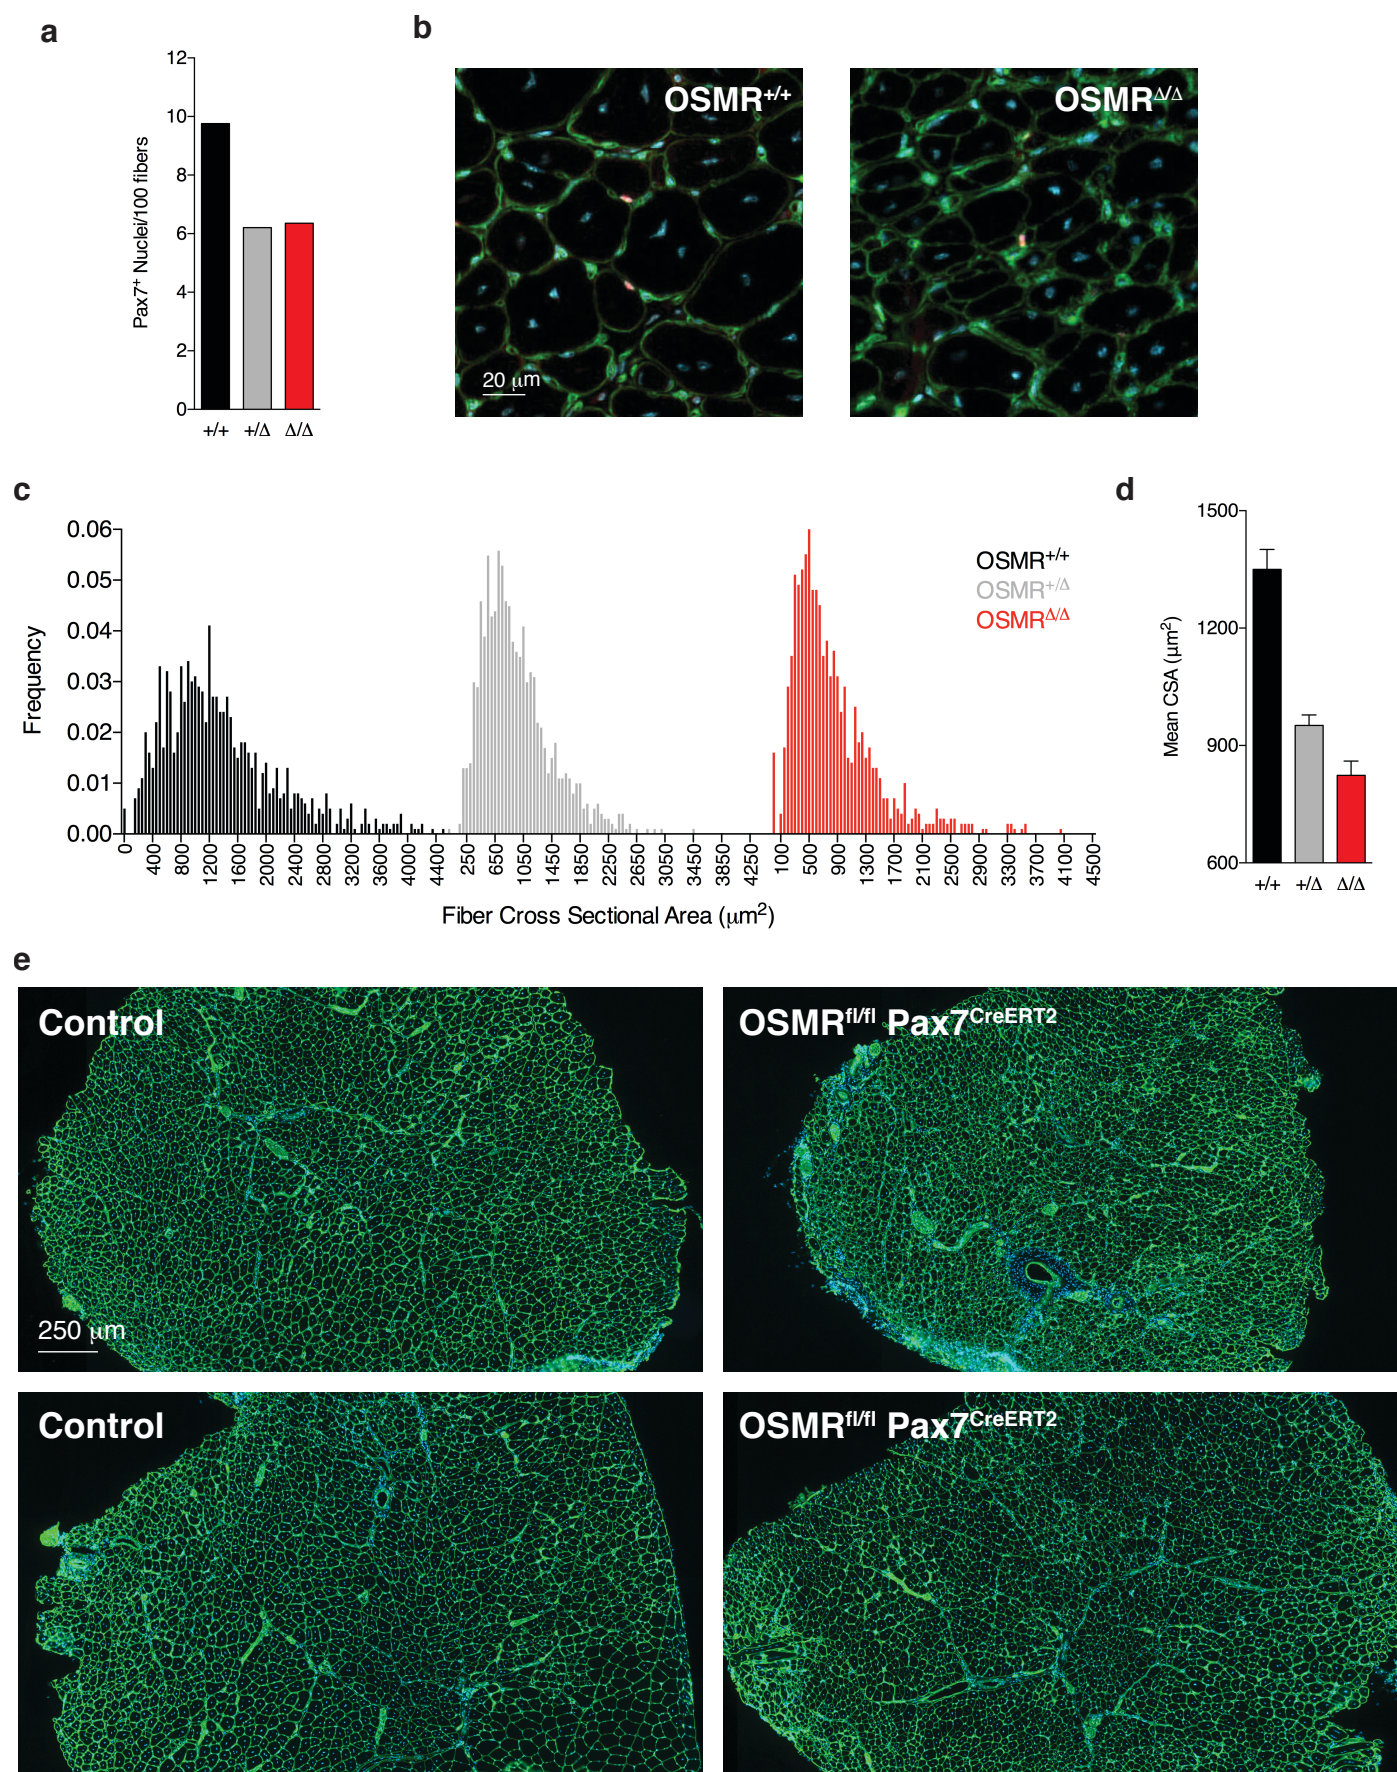 a
12
10
8
6
4
2
0
Pax7⁺ Nuclei/100 fibers
+/+ +/Δ Δ/Δ
b
OSMR⁺/⁺
OSMRΔ/Δ
20 μm
c
0.06
0.05
0.04
0.03
0.02
0.01
0.00
Frequency
OSMR+/+
OSMR+/Δ
OSMRΔ/Δ
0 400 800 1200 1600 2000 2400 2800 3200 3600 4000 4400 250 650 1050 1450 1850 2250 2650 3050 3450 3850 4250 100 500 900 1300 1700 2100 2500 2900 3300 3700 4100 4500
Fiber Cross Sectional Area (μm²)
d
1500
1200
900
600
Mean CSA (μm²)
+/+ +/Δ Δ/Δ
e
Control
OSMRfl/fl Pax7CreERT2
250 μm
Control
OSMRfl/fl Pax7CreERT2